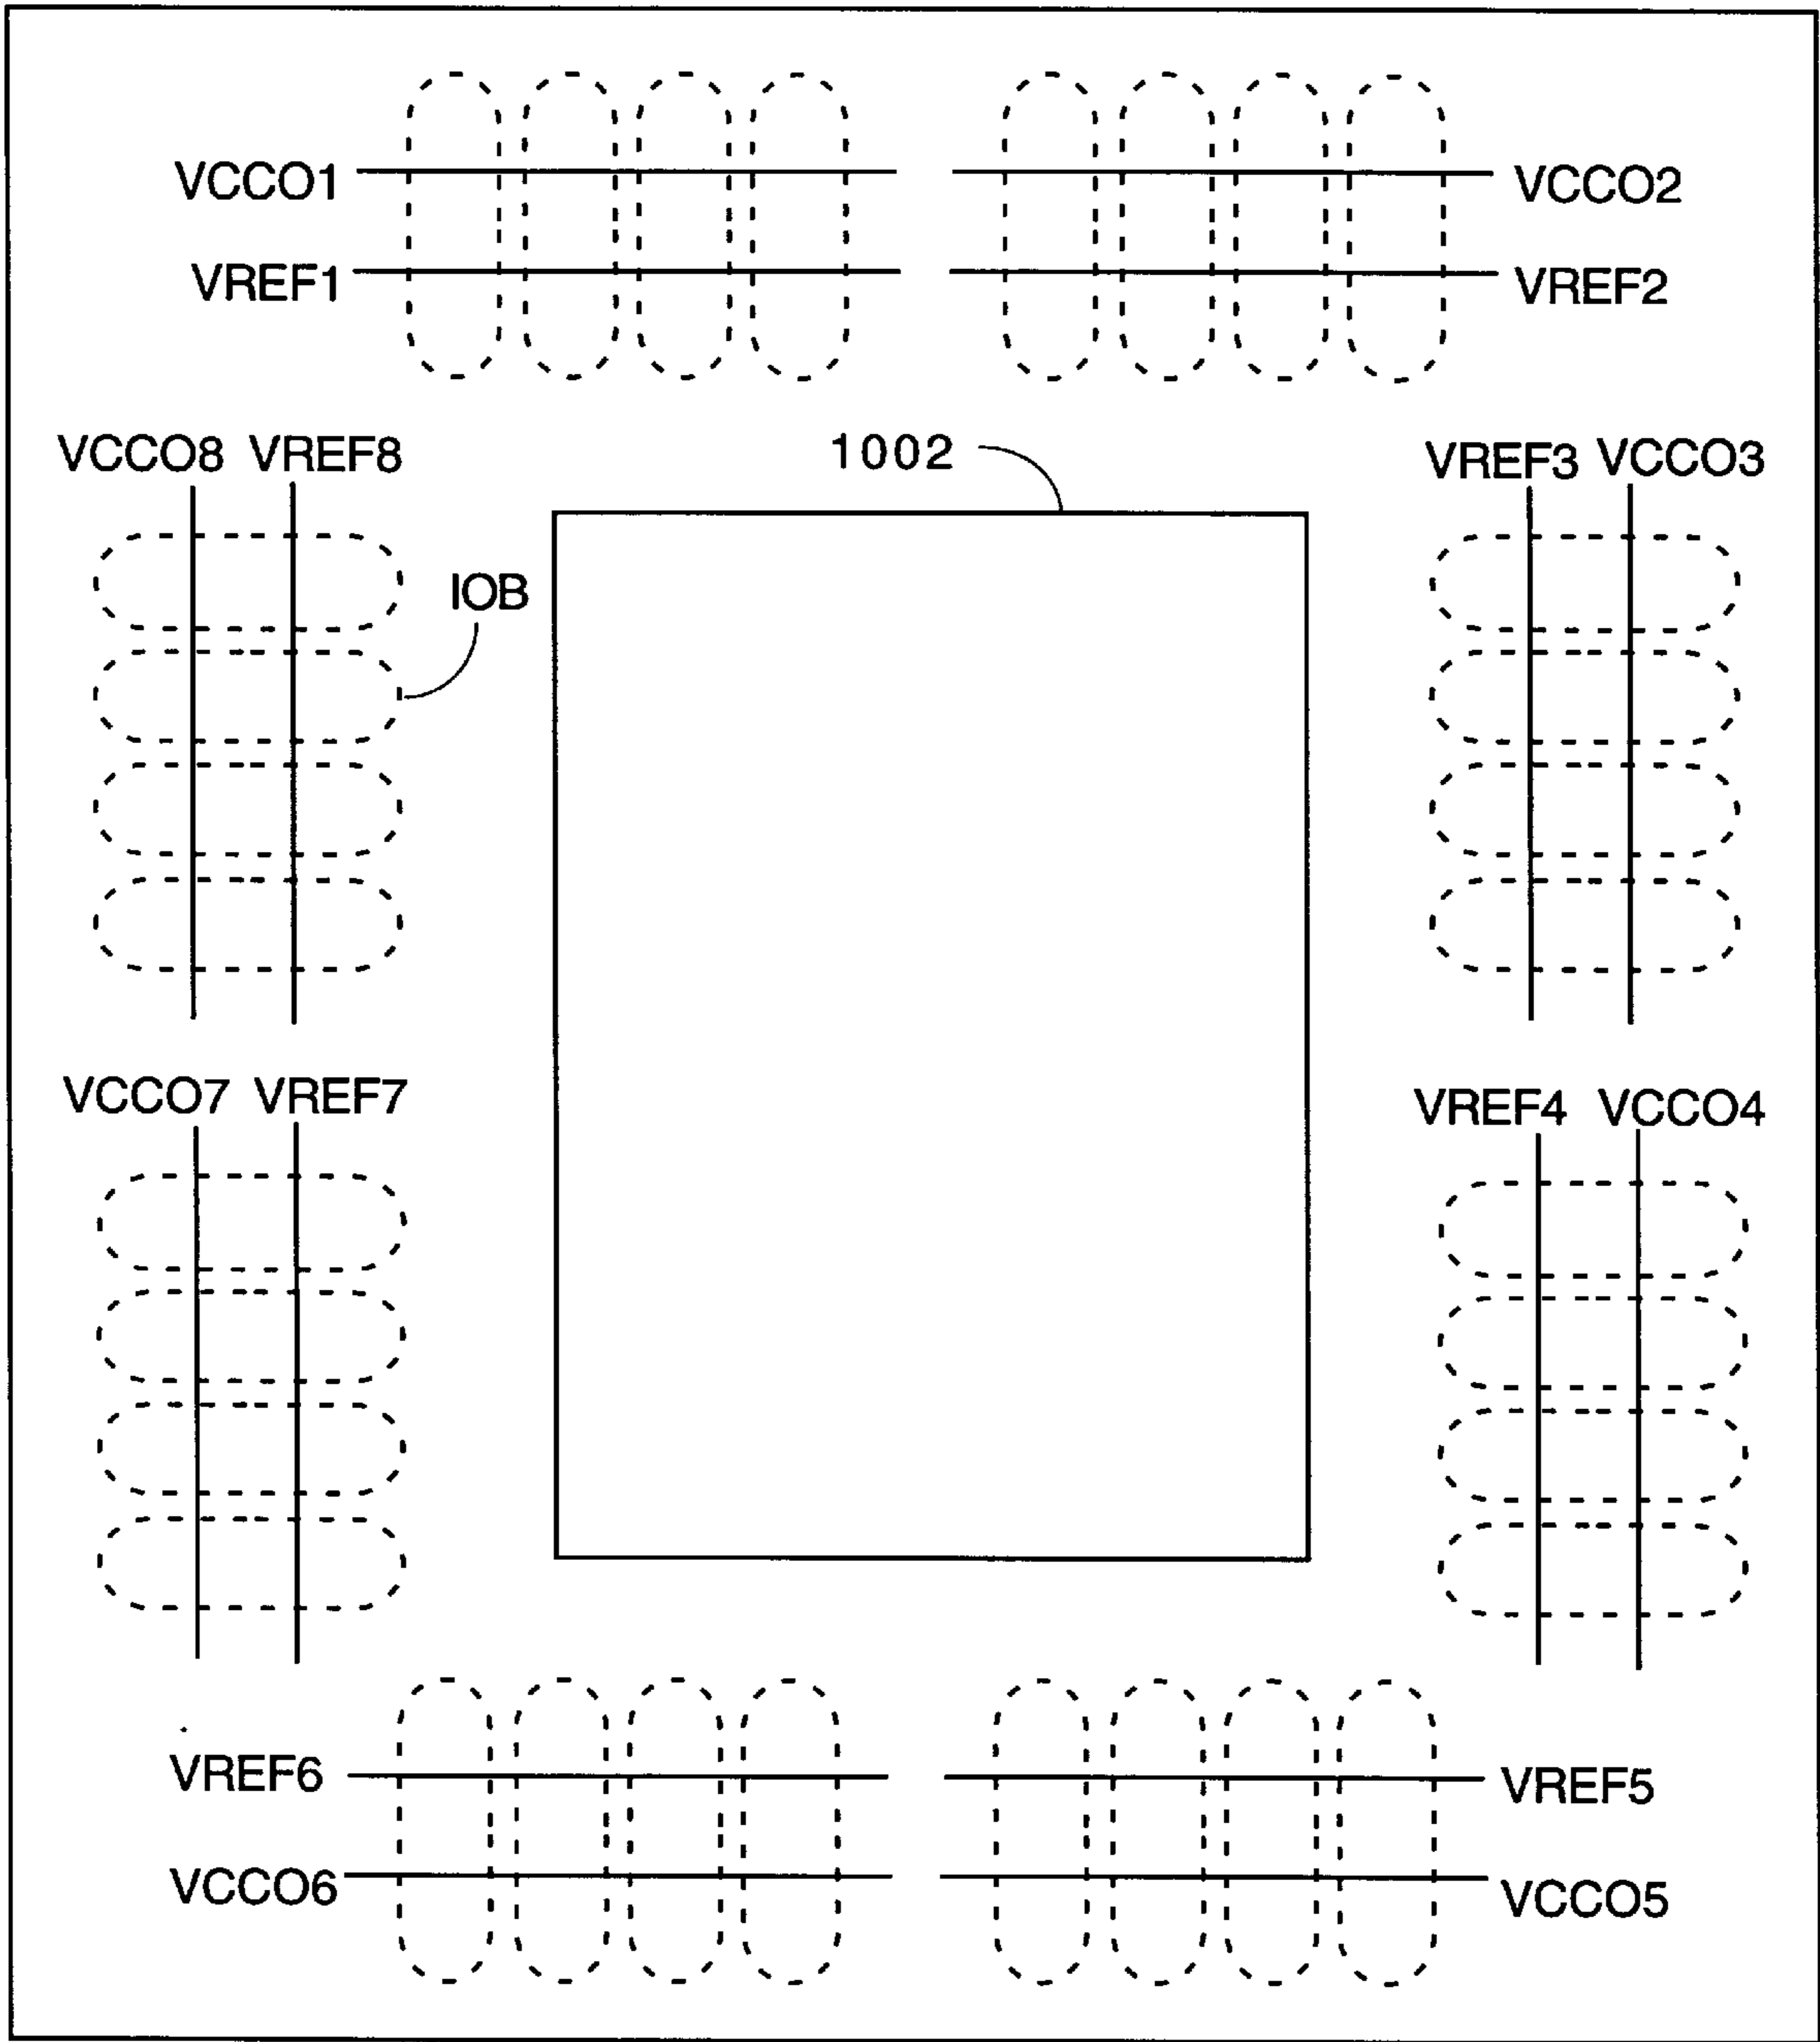 VCCO1
VCCO2
VREF1
VREF2
VCCO8 VREF8
1002
VREF3 VCCO3
IOB
VCCO7 VREF7
VREF4 VCCO4
VREF6
VREF5
VCCO6
VCCO5